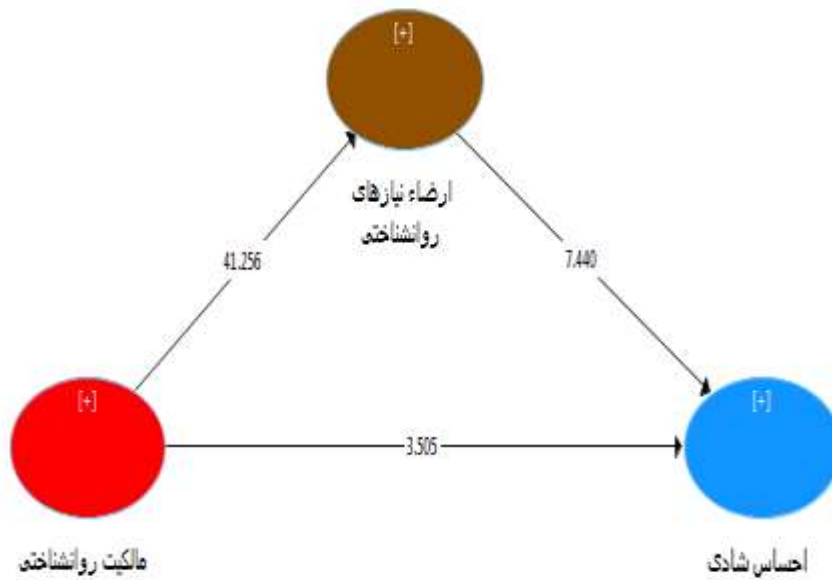 [+]
ارضاء نیازهای
روانشناختی
41.256
7.440
[+]
[+]
3.505
مالکیت روانشناختی
احساس شادی